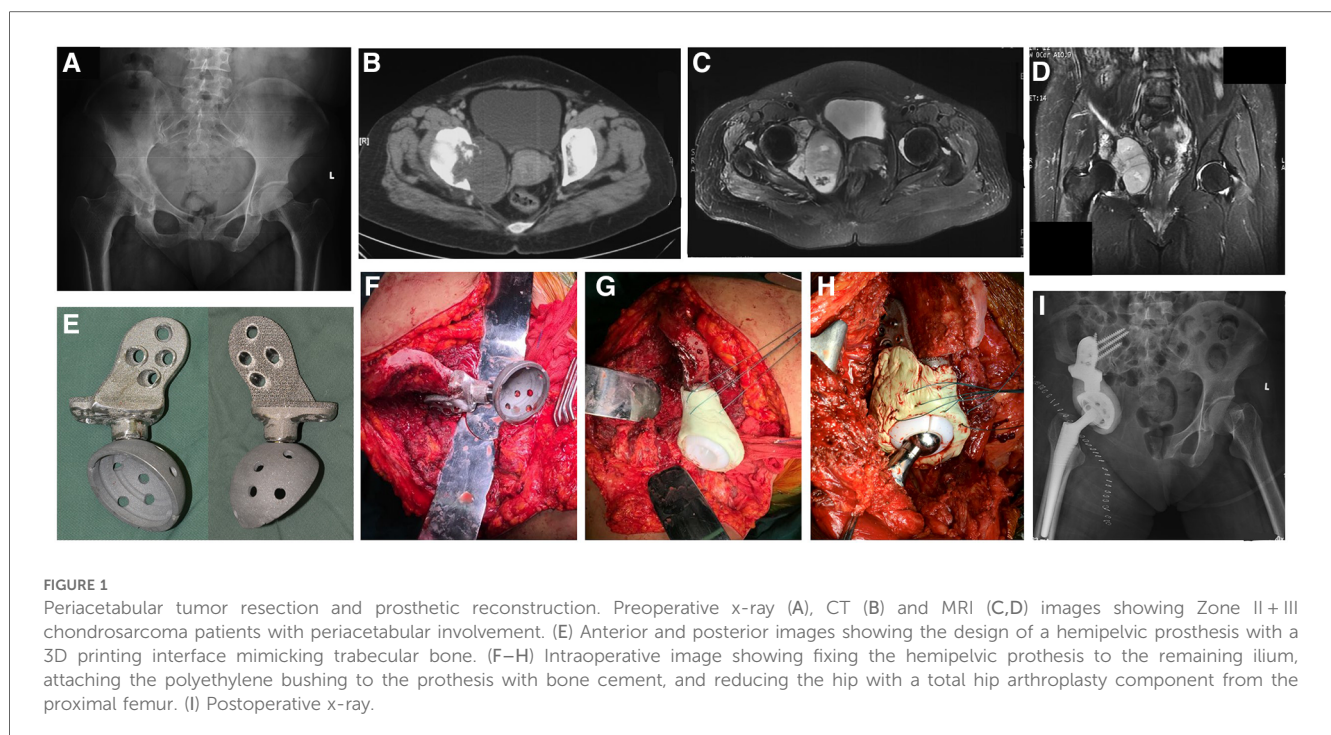 A
B
C
D
L
[R]
ET:14
E
F
G
H
I
L
FIGURE 1
Periacetabular tumor resection and prosthetic reconstruction. Preoperative x-ray (A), CT (B) and MRI (C,D) images showing Zone II + III
chondrosarcoma patients with periacetabular involvement. (E) Anterior and posterior images showing the design of a hemipelvic prosthesis with a
3D printing interface mimicking trabecular bone. (F–H) Intraoperative image showing fixing the hemipelvic prothesis to the remaining ilium,
attaching the polyethylene bushing to the prothesis with bone cement, and reducing the hip with a total hip arthroplasty component from the
proximal femur. (I) Postoperative x-ray.